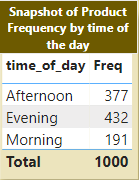 Snapshot of Product
Frequency by time of
the day
time_of_day Freq
Afternoon 377
Evening 432
Morning 191
Total 1000